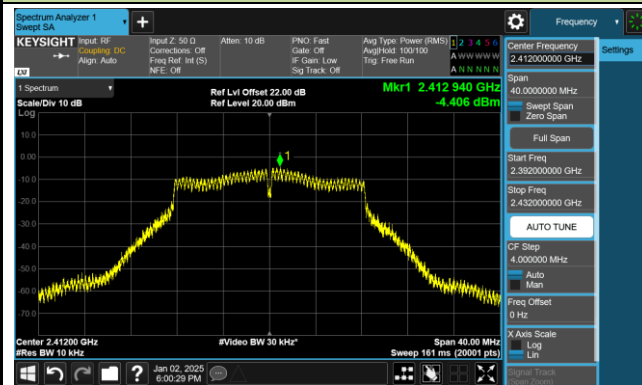 Spectrum Analyzer 1
Swept SA
Frequency
KEYSIGHT
Input: RF
Coupling: DC
Align: Auto
Input Z: 50 Ω
Corrections: Off
Freq Ref: Int (S)
NFE: Off
Atten: 10 dB
PNO: Fast
Gate: Off
IF Gain: Low
Sig Track: Off
Avg Type: Power (RMS)
Avg|Hold: 100/100
Trig: Free Run
1 2 3 4 5 6
A W W W W W
A N N N N N
LXI
1 Spectrum
Scale/Div 10 dB
Log
Ref Lvl Offset 22.00 dB
Ref Level 20.00 dBm
Mkr1 2.412 940 GHz
-4.406 dBm
1
10.0
0.00
-10.0
-20.0
-30.0
-40.0
-50.0
-60.0
-70.0
Center 2.41200 GHz
#Res BW 10 kHz
#Video BW 30 kHz*
Span 40.00 MHz
Sweep 161 ms (20001 pts)
Jan 02, 2025
6:00:29 PM
?
Center Frequency
2.412000000 GHz
Settings
Span
40.0000000 MHz
Swept Span
Zero Span
Full Span
Start Freq
2.392000000 GHz
Stop Freq
2.432000000 GHz
AUTO TUNE
CF Step
4.000000 MHz
Auto
Man
Freq Offset
0 Hz
X Axis Scale
Log
Lin
Signal Track
(Span Zoom)